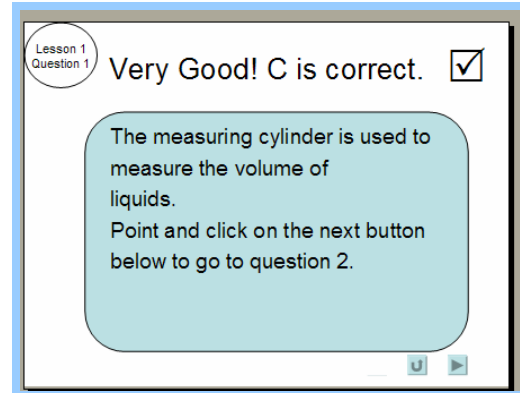 Lesson 1
Question 1
Very Good! C is correct.
The measuring cylinder is used to
measure the volume of
liquids.
Point and click on the next button
below to go to question 2.